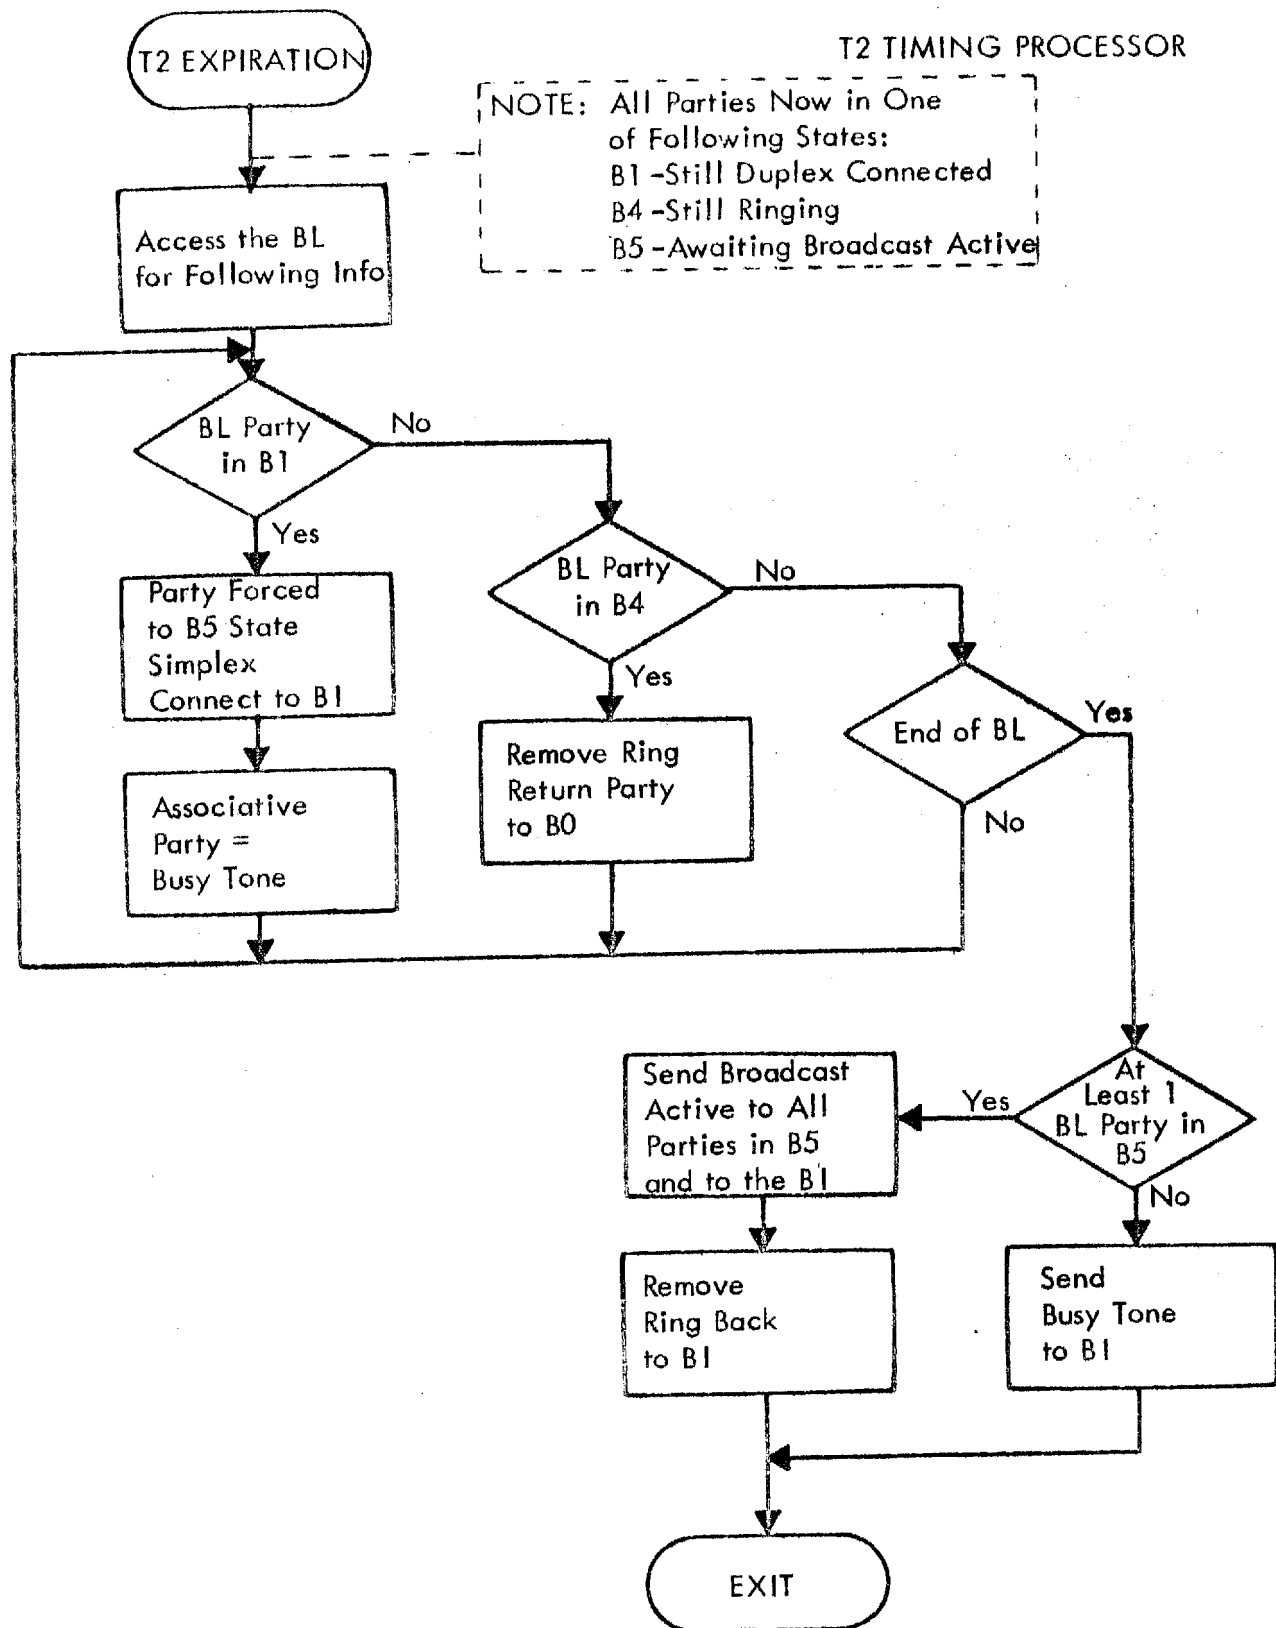 T2 EXPIRATION
T2 TIMING PROCESSOR
NOTE: All Parties Now in One
of Following States:
B1-Still Duplex Connected
B4-Still Ringing
B5-Awaiting Broadcast Active
Access the BL
for Following Info
BL Party
in B1
No
Yes
Party Forced
to B5 State
Simplex
Connect to B1
Associative
Party =
Busy Tone
BL Party
in B4
No
Yes
Remove Ring
Return Party
to B0
End of BL
Yes
No
At
Least 1
BL Party in
B5
Yes
No
Send Broadcast
Active to All
Parties in B5
and to the B1
Remove
Ring Back
to B1
Send
Busy Tone
to B1
EXIT